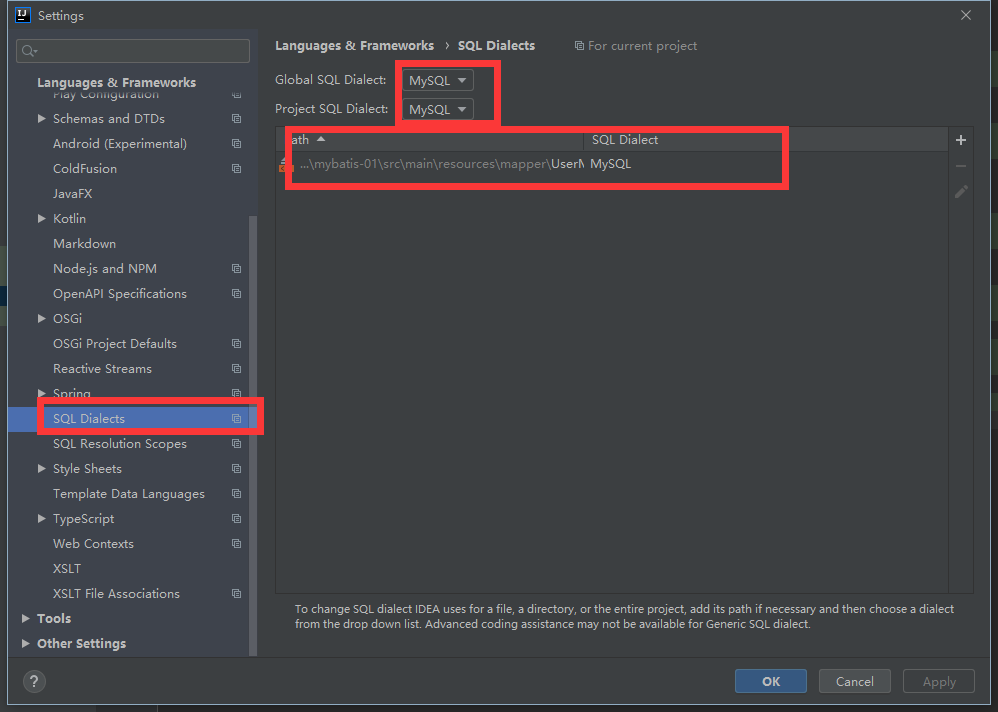 Settings
Languages & Frameworks › SQL Dialects
For current project
Languages & Frameworks
Play Configuration
Schemas and DTDs
Android (Experimental)
ColdFusion
JavaFX
Kotlin
Markdown
Node.js and NPM
OpenAPI Specifications
OSGi
OSGi Project Defaults
Reactive Streams
Spring
SQL Dialects
SQL Resolution Scopes
Style Sheets
Template Data Languages
TypeScript
Web Contexts
XSLT
XSLT File Associations
Tools
Other Settings
Global SQL Dialect: MySQL
Project SQL Dialect: MySQL
ath SQL Dialect
...\mybatis-01\src\main\resources\mapper\UserM MySQL
To change SQL dialect IDEA uses for a file, a directory, or the entire project, add its path if necessary and then choose a dialect
from the drop down list. Advanced coding assistance may not be available for Generic SQL dialect.
?
OK Cancel Apply